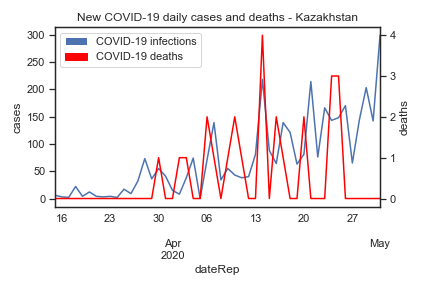 New COVID-19 daily cases and deaths - Kazakhstan
COVID-19 infections
COVID-19 deaths
300
250
200
150
100
50
0
cases
4
3
2
1
0
deaths
16 23 30 06 13 20 27
Apr May
2020
dateRep